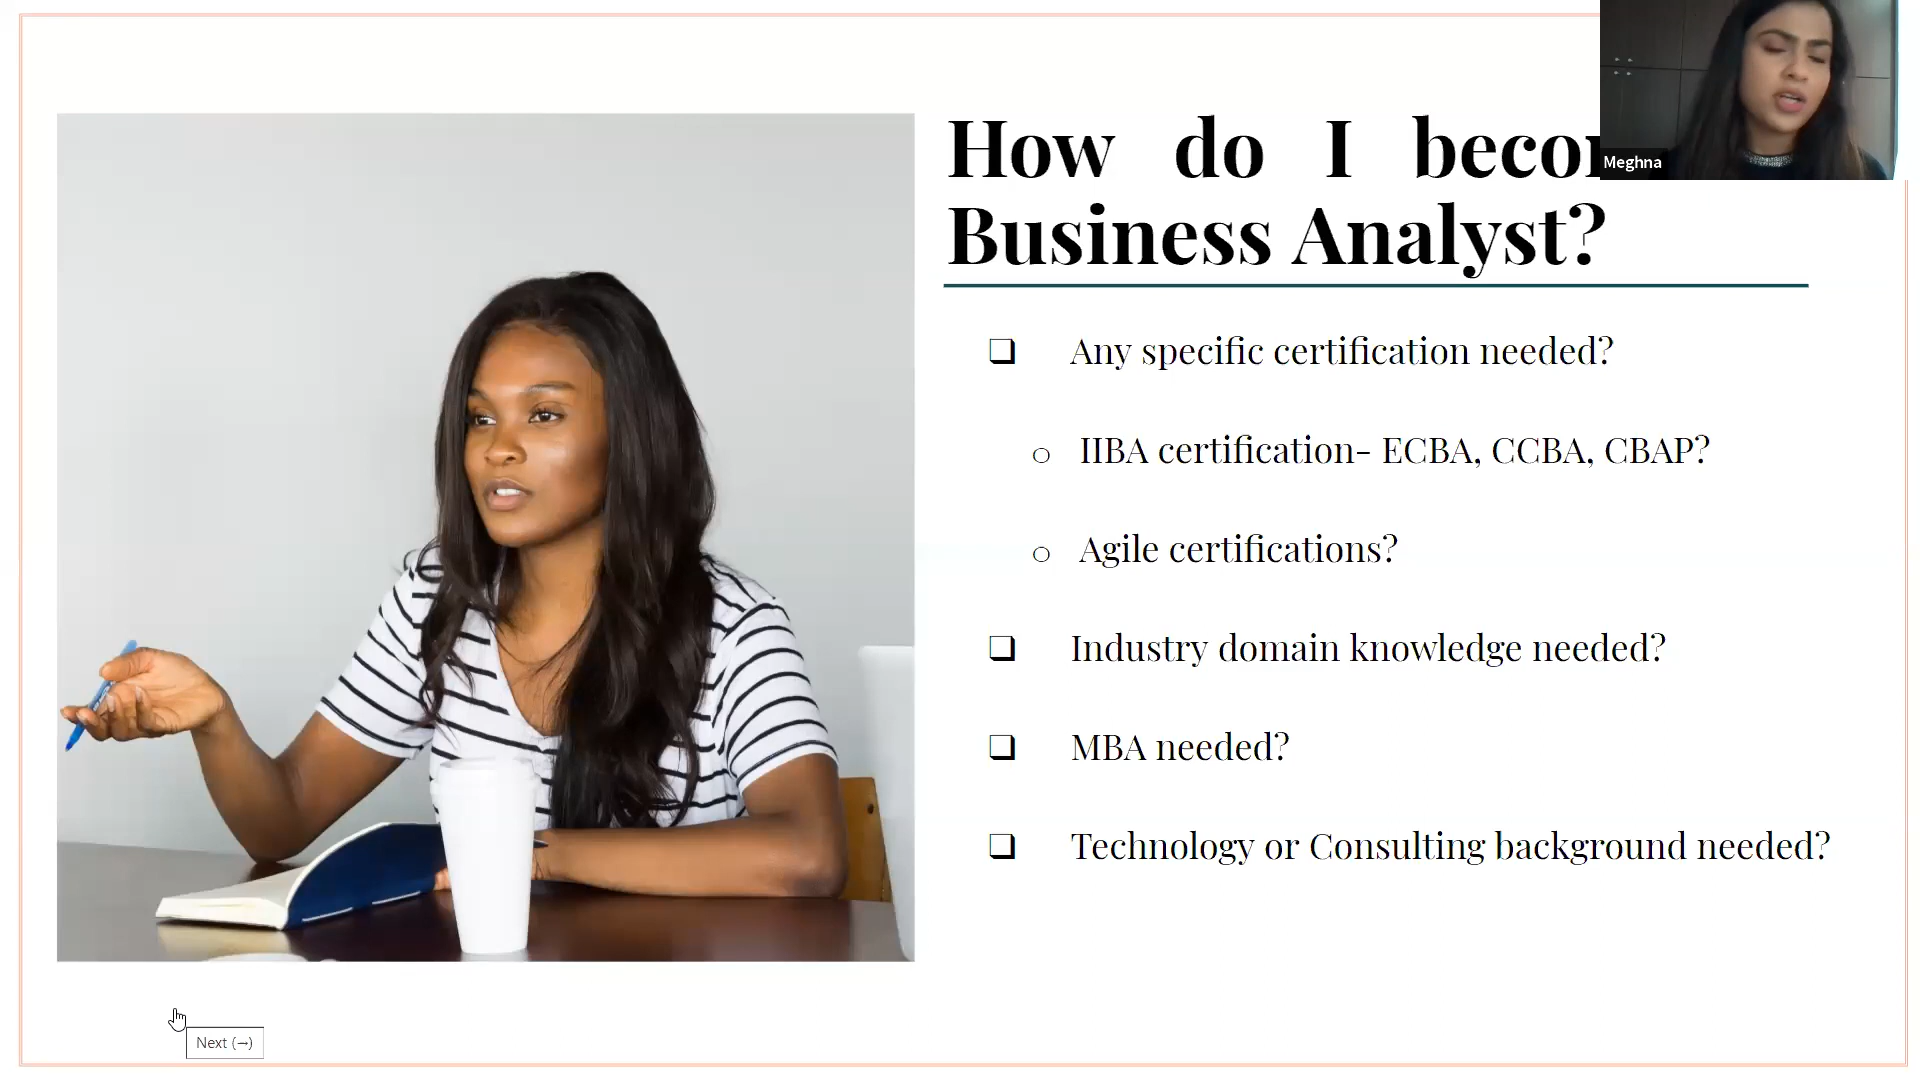 How do I becom
Business Analyst?
Meghna
❑ Any specific certification needed?
o IIBA certification- ECBA, CCBA, CBAP?
o Agile certifications?
❑ Industry domain knowledge needed?
❑ MBA needed?
❑ Technology or Consulting background needed?
Next (→)